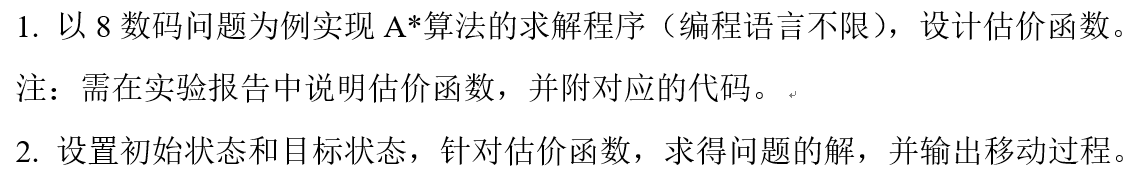 1. 以 8 数码问题为例实现 A*算法的求解程序（编程语言不限），设计估价函数。
注：需在实验报告中说明估价函数，并附对应的代码。
2. 设置初始状态和目标状态，针对估价函数，求得问题的解，并输出移动过程。